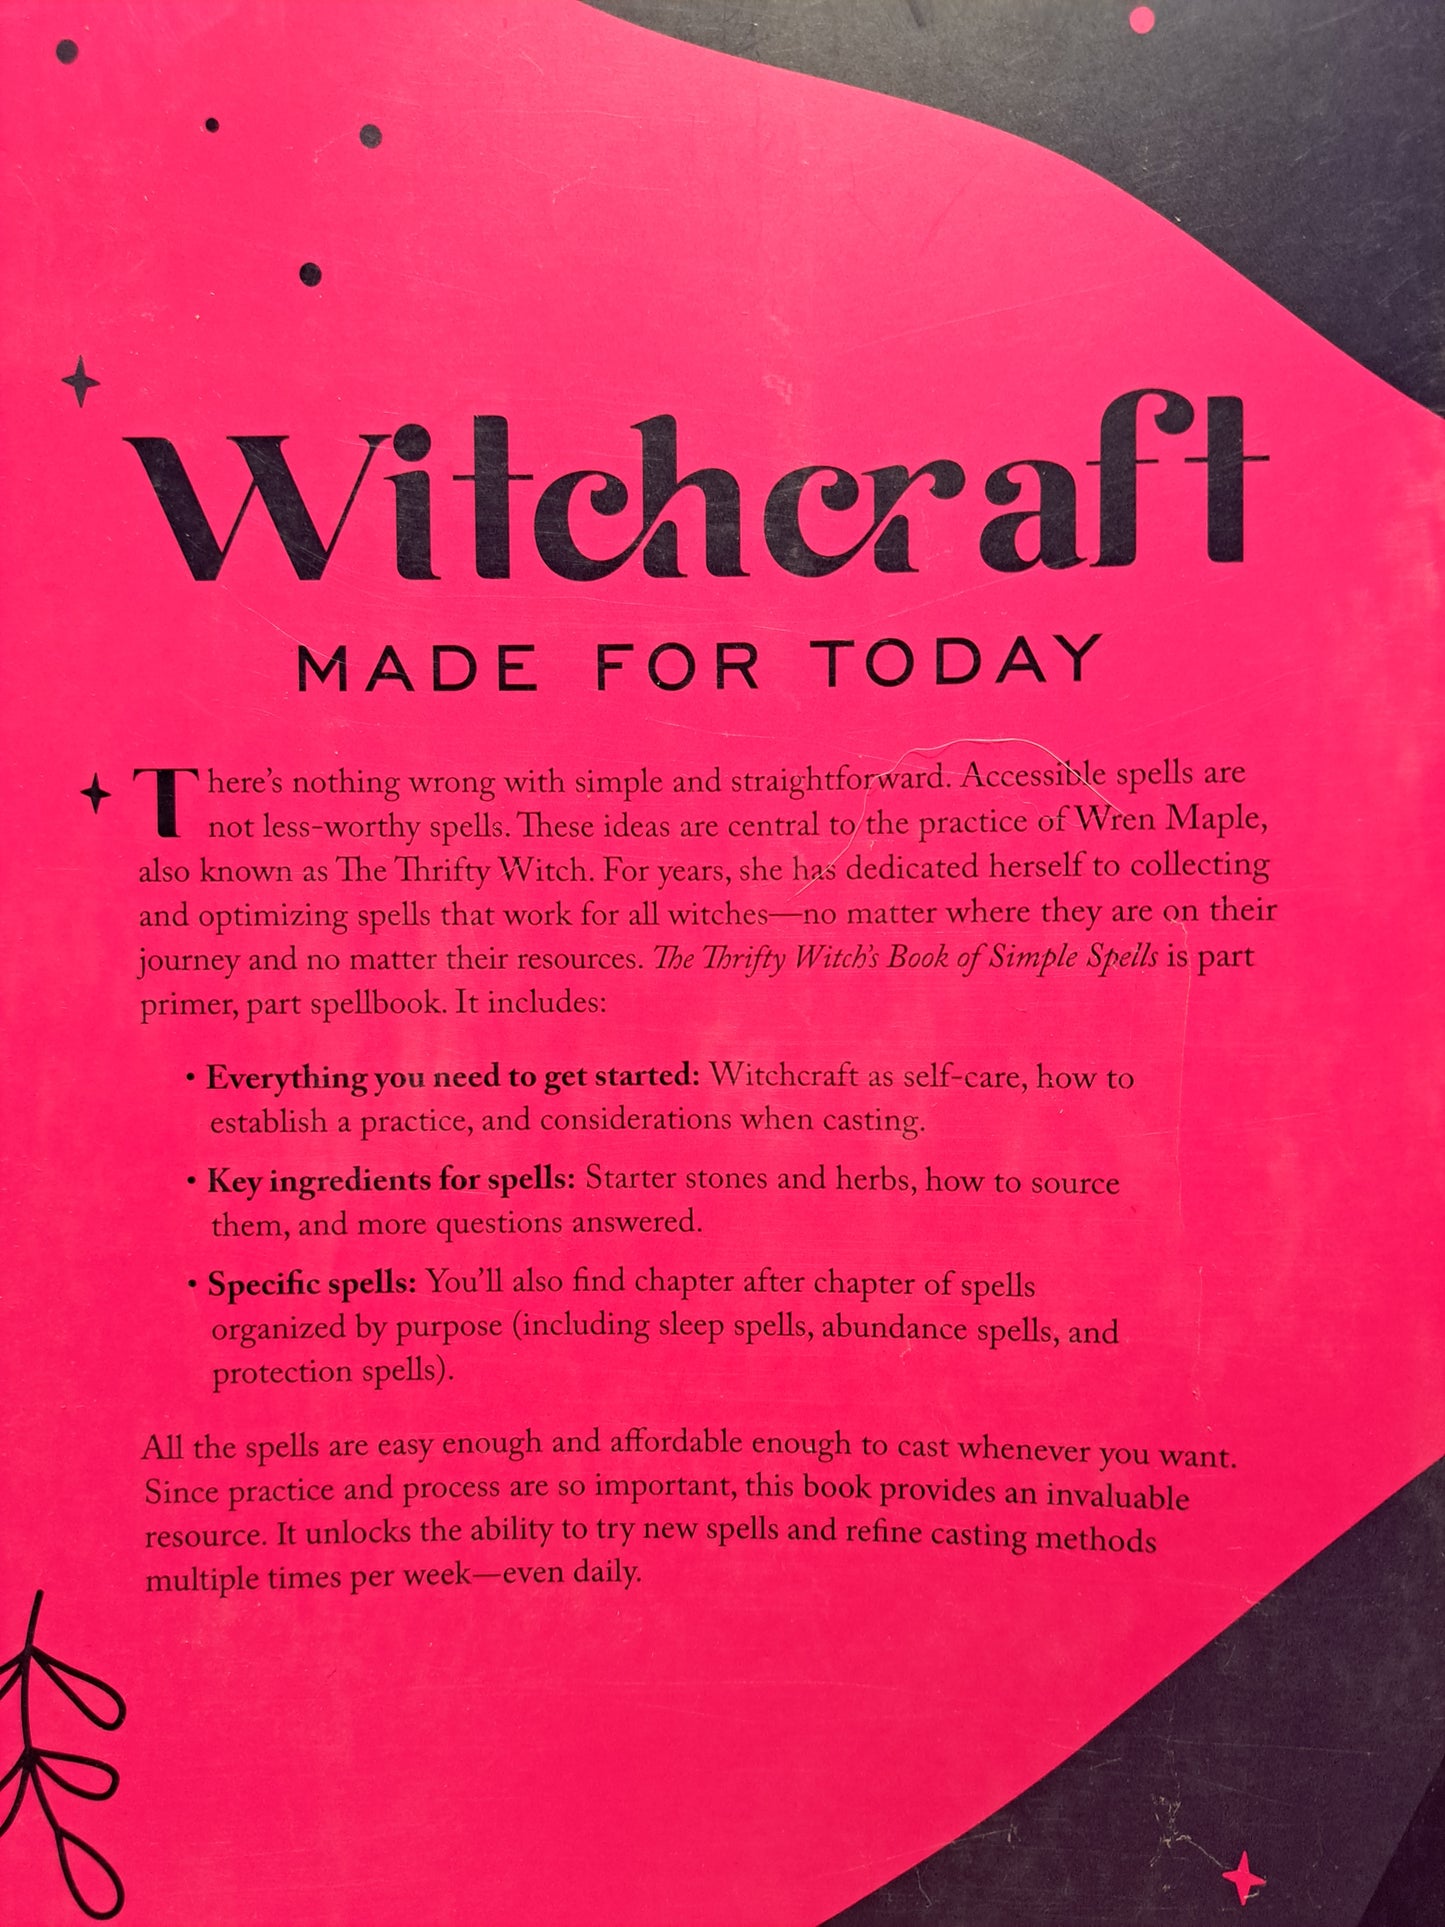 Witchcraft
MADE FOR TODAY
There’s nothing wrong with simple and straightforward. Accessible spells are
not less-worthy spells. These ideas are central to the practice of Wren Maple,
also known as The Thrifty Witch. For years, she has dedicated herself to collecting
and optimizing spells that work for all witches—no matter where they are on their
journey and no matter their resources. The Thrifty Witch’s Book of Simple Spells is part
primer, part spellbook. It includes:
• Everything you need to get started: Witchcraft as self-care, how to
establish a practice, and considerations when casting.
• Key ingredients for spells: Starter stones and herbs, how to source
them, and more questions answered.
• Specific spells: You’ll also find chapter after chapter of spells
organized by purpose (including sleep spells, abundance spells, and
protection spells).
All the spells are easy enough and affordable enough to cast whenever you want.
Since practice and process are so important, this book provides an invaluable
resource. It unlocks the ability to try new spells and refine casting methods
multiple times per week—even daily.